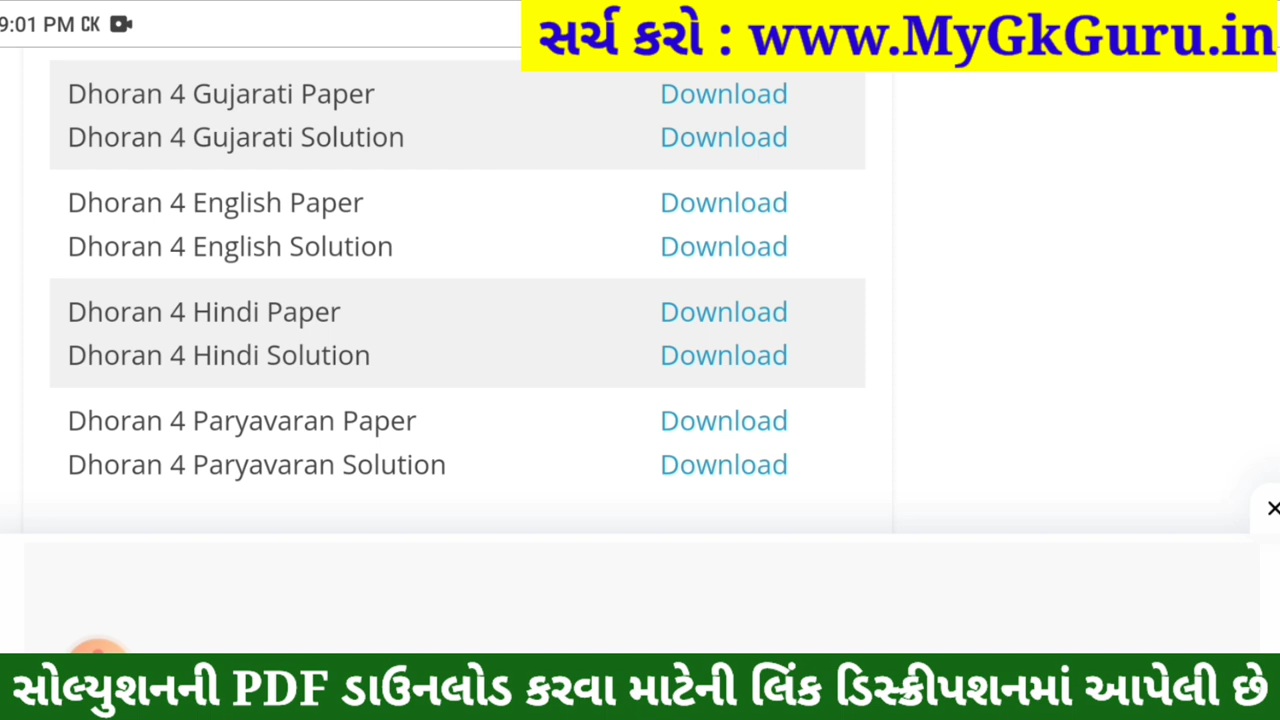 9:01 PM CK
સર્ચ કરો : www.MyGkGuru.in
Dhoran 4 Gujarati Paper Download
Dhoran 4 Gujarati Solution Download
Dhoran 4 English Paper Download
Dhoran 4 English Solution Download
Dhoran 4 Hindi Paper Download
Dhoran 4 Hindi Solution Download
Dhoran 4 Paryavaran Paper Download
Dhoran 4 Paryavaran Solution Download
સોલ્યુશનની PDF ડાઉનલોડ કરવા માટેની લિંક ડિસ્ક્રીપશનમાં આપેલી છે